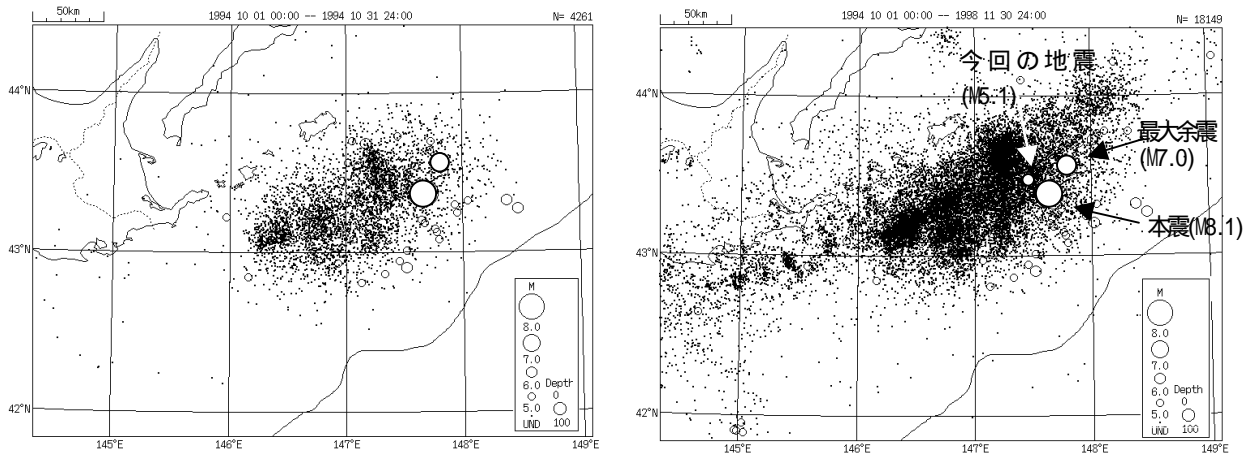 50km
1994 10 01 00:00 -- 1994 10 31 24:00
N= 4261
44°N
43°N
42°N
145°E
146°E
147°E
148°E
149°E
M
8.0
7.0
6.0 Depth
5.0 0
UND 100
50km
1994 10 01 00:00 -- 1998 11 30 24:00
N= 18149
今回の地震
(M5.1)
最大余震
(M7.0)
本震(M8.1)
44°N
43°N
42°N
145°E
146°E
147°E
148°E
149°E
M
8.0
7.0
6.0 Depth
5.0 0
UND 100